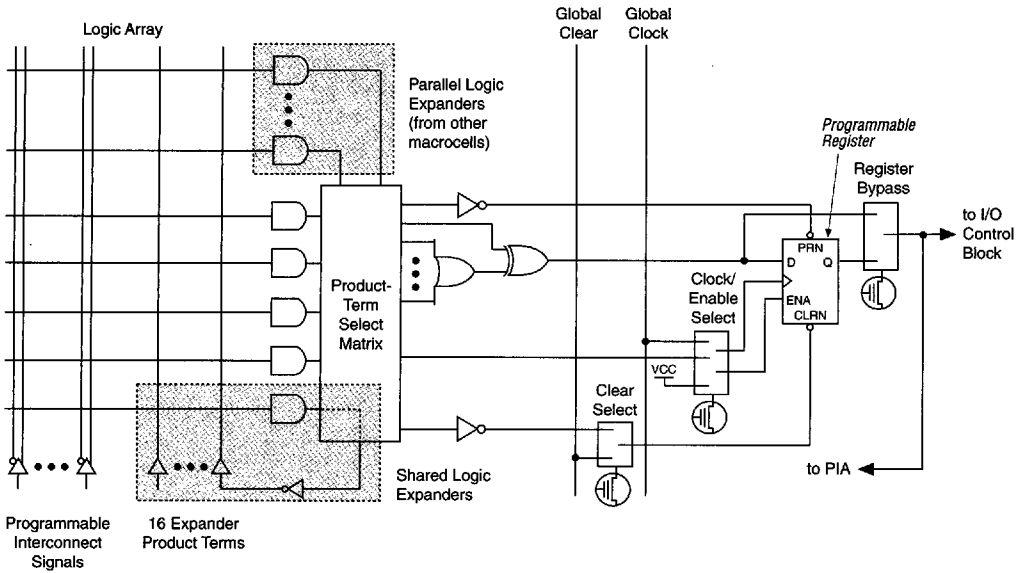 Logic Array
Global
Clear
Global
Clock
Parallel Logic
Expanders
(from other
macrocells)
Programmable
Register
Register
Bypass
to I/O
Control
Block
PRN
D Q
ENA
CLRN
Clock/
Enable
Select
Product-
Term
Select
Matrix
VCC
Clear
Select
to PIA
Shared Logic
Expanders
Programmable
Interconnect
Signals
16 Expander
Product Terms